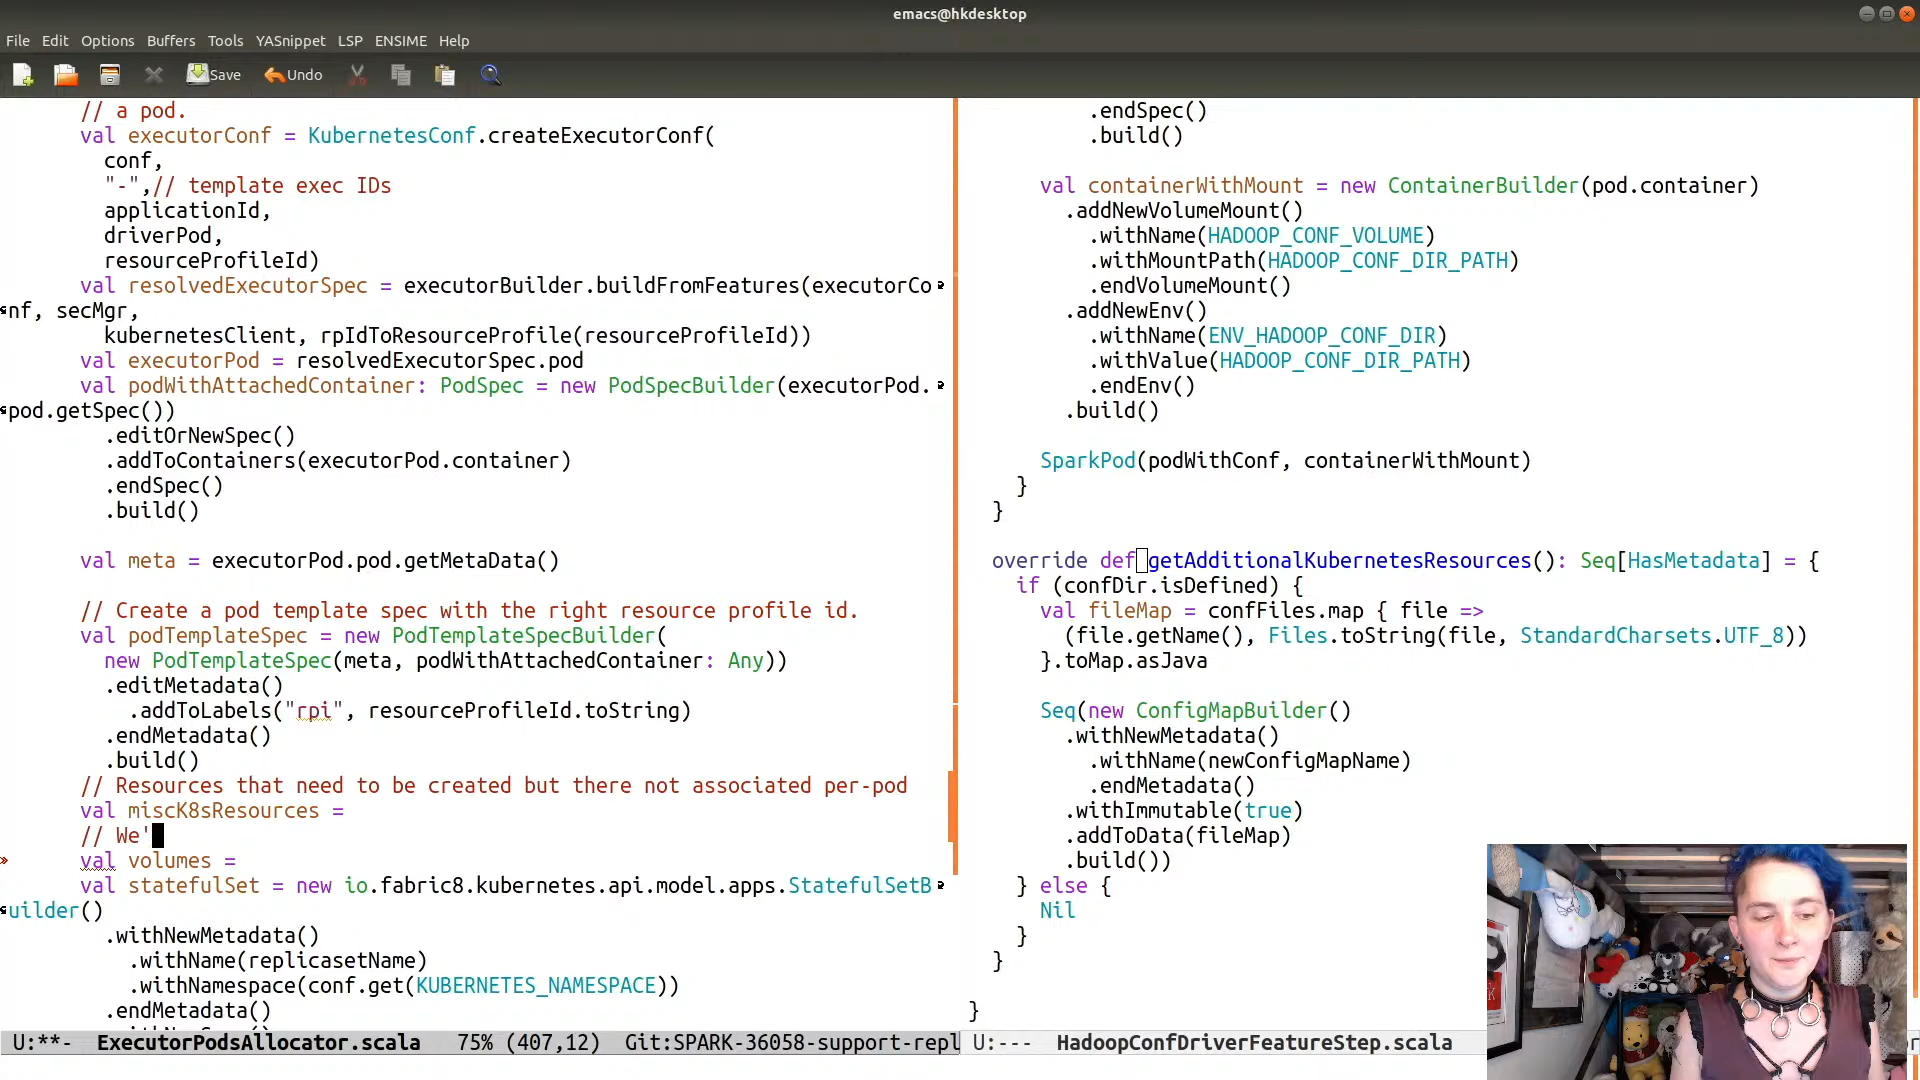 emacs@hkdesktop
File Edit Options Buffers Tools YASnippet LSP ENSIME Help
Save Undo
// a pod.
val executorConf = KubernetesConf.createExecutorConf(
conf,
"-",// template exec IDs
applicationId,
driverPod,
resourceProfileId)
val resolvedExecutorSpec = executorBuilder.buildFromFeatures(executorCo
nf, secMgr,
kubernetesClient, rpIdToResourceProfile(resourceProfileId))
val executorPod = resolvedExecutorSpec.pod
val podWithAttachedContainer: PodSpec = new PodSpecBuilder(executorPod.
pod.getSpec())
.editOrNewSpec()
.addToContainers(executorPod.container)
.endSpec()
.build()
val meta = executorPod.pod.getMetaData()
// Create a pod template spec with the right resource profile id.
val podTemplateSpec = new PodTemplateSpecBuilder(
new PodTemplateSpec(meta, podWithAttachedContainer: Any))
.editMetadata()
.addToLabels("rpi", resourceProfileId.toString)
.endMetadata()
.build()
// Resources that need to be created but there not associated per-pod
val miscK8sResources =
// We'
val volumes =
val statefulSet = new io.fabric8.kubernetes.api.model.apps.StatefulSetB
uilder()
.withNewMetadata()
.withName(replicasetName)
.withNamespace(conf.get(KUBERNETES_NAMESPACE))
.endMetadata()
U:**- ExecutorPodsAllocator.scala 75% (407,12) Git:SPARK-36058-support-repl
.endSpec()
.build()
val containerWithMount = new ContainerBuilder(pod.container)
.addNewVolumeMount()
.withName(HADOOP_CONF_VOLUME)
.withMountPath(HADOOP_CONF_DIR_PATH)
.endVolumeMount()
.addNewEnv()
.withName(ENV_HADOOP_CONF_DIR)
.withValue(HADOOP_CONF_DIR_PATH)
.endEnv()
.build()
SparkPod(podWithConf, containerWithMount)
}
}
override def getAdditionalKubernetesResources(): Seq[HasMetadata] = {
if (confDir.isDefined) {
val fileMap = confFiles.map { file =>
(file.getName(), Files.toString(file, StandardCharsets.UTF_8))
}.toMap.asJava
Seq(new ConfigMapBuilder()
.withNewMetadata()
.withName(newConfigMapName)
.endMetadata()
.withImmutable(true)
.addToData(fileMap)
.build())
} else {
Nil
}
}
}
U:--- HadoopConfDriverFeatureStep.scala